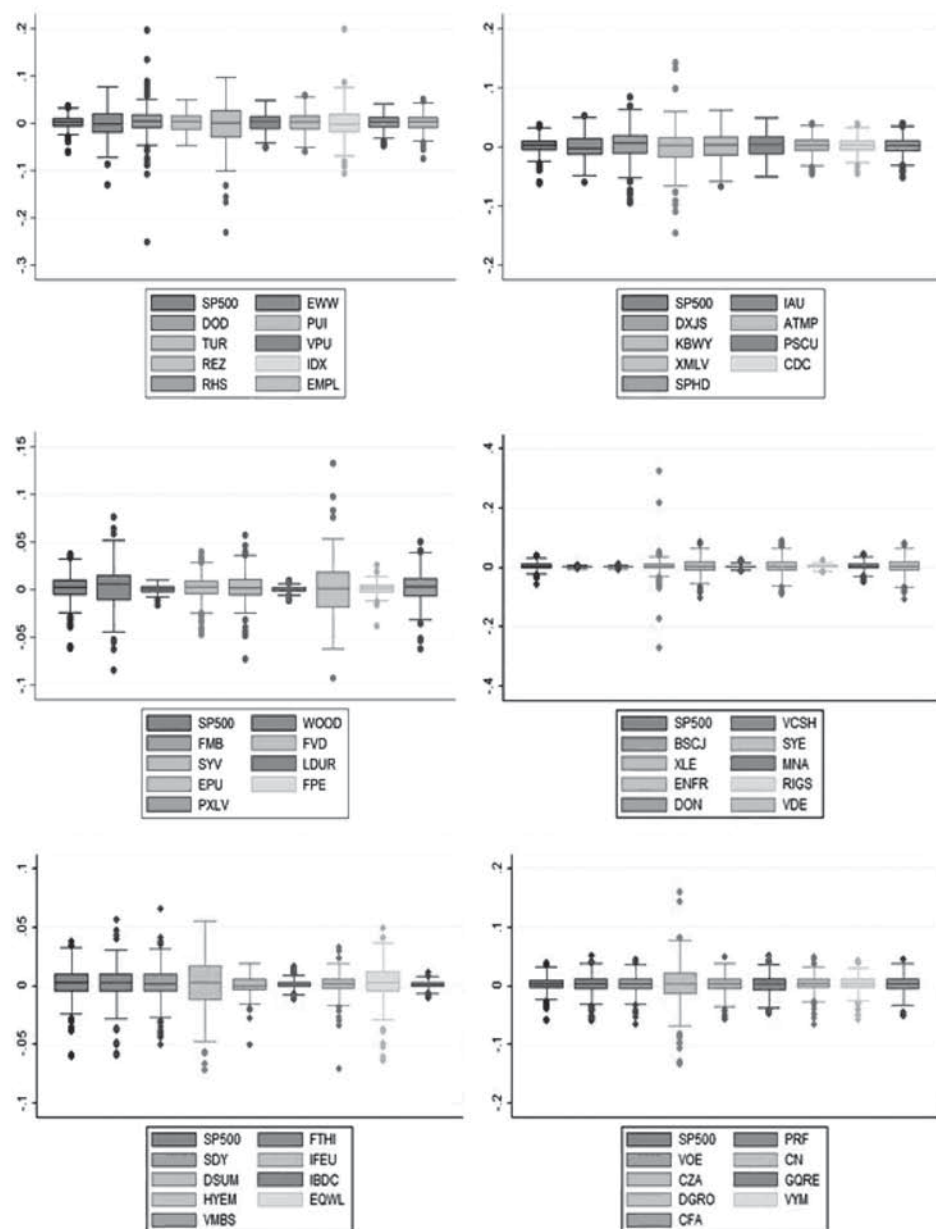 .2
.1
0
-.1
-.2
-.3
SP500 EWW
DOD PUI
TUR VPU
REZ IDX
RHS EMPL
.2
.1
0
-.1
-.2
SP500 IAU
DXJS ATMP
KBWY PSCU
XMLV CDC
SPHD
.15
.1
.05
0
-.05
-.1
SP500 WOOD
FMB FVD
SYV LDUR
EPU FPE
PXLV
.4
.2
0
-.2
-.4
SP500 VCSH
BSCJ SYE
XLE MNA
ENFR RIGS
DON VDE
.1
.05
0
-.05
-.1
SP500 FTHI
SDY IFEU
DSUM IBDC
HYEM EQWL
VMBS
.2
.1
0
-.1
-.2
SP500 PRF
VOE CN
CZA GQRE
DGRO VYM
CFA